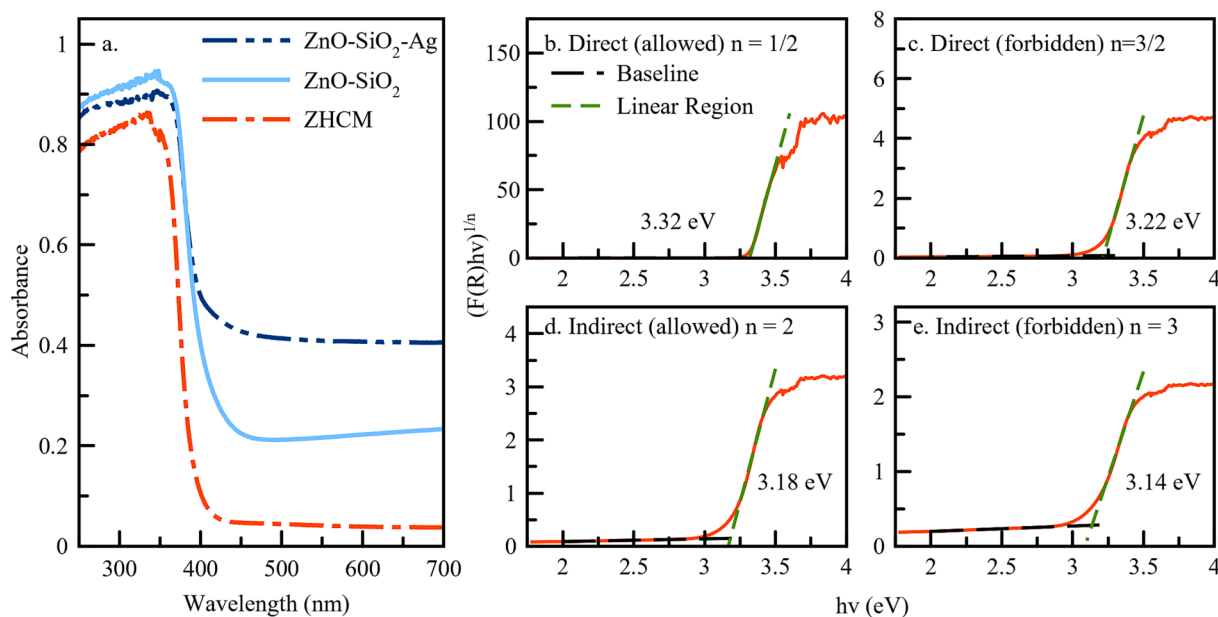 a.
ZnO-SiO₂-Ag
ZnO-SiO₂
ZHCM
1
0.8
0.6
0.4
0.2
0
Absorbance
300
400
500
600
700
Wavelength (nm)
(F(R)hv)^1/n
b. Direct (allowed) n = 1/2
Baseline
Linear Region
3.32 eV
150
100
50
0
2
2.5
3
3.5
4
c. Direct (forbidden) n=3/2
3.22 eV
8
6
4
2
0
2
2.5
3
3.5
4
d. Indirect (allowed) n = 2
3.18 eV
4
3
2
1
0
2
2.5
3
3.5
4
e. Indirect (forbidden) n = 3
3.14 eV
3
2
1
0
2
2.5
3
3.5
4
hv (eV)